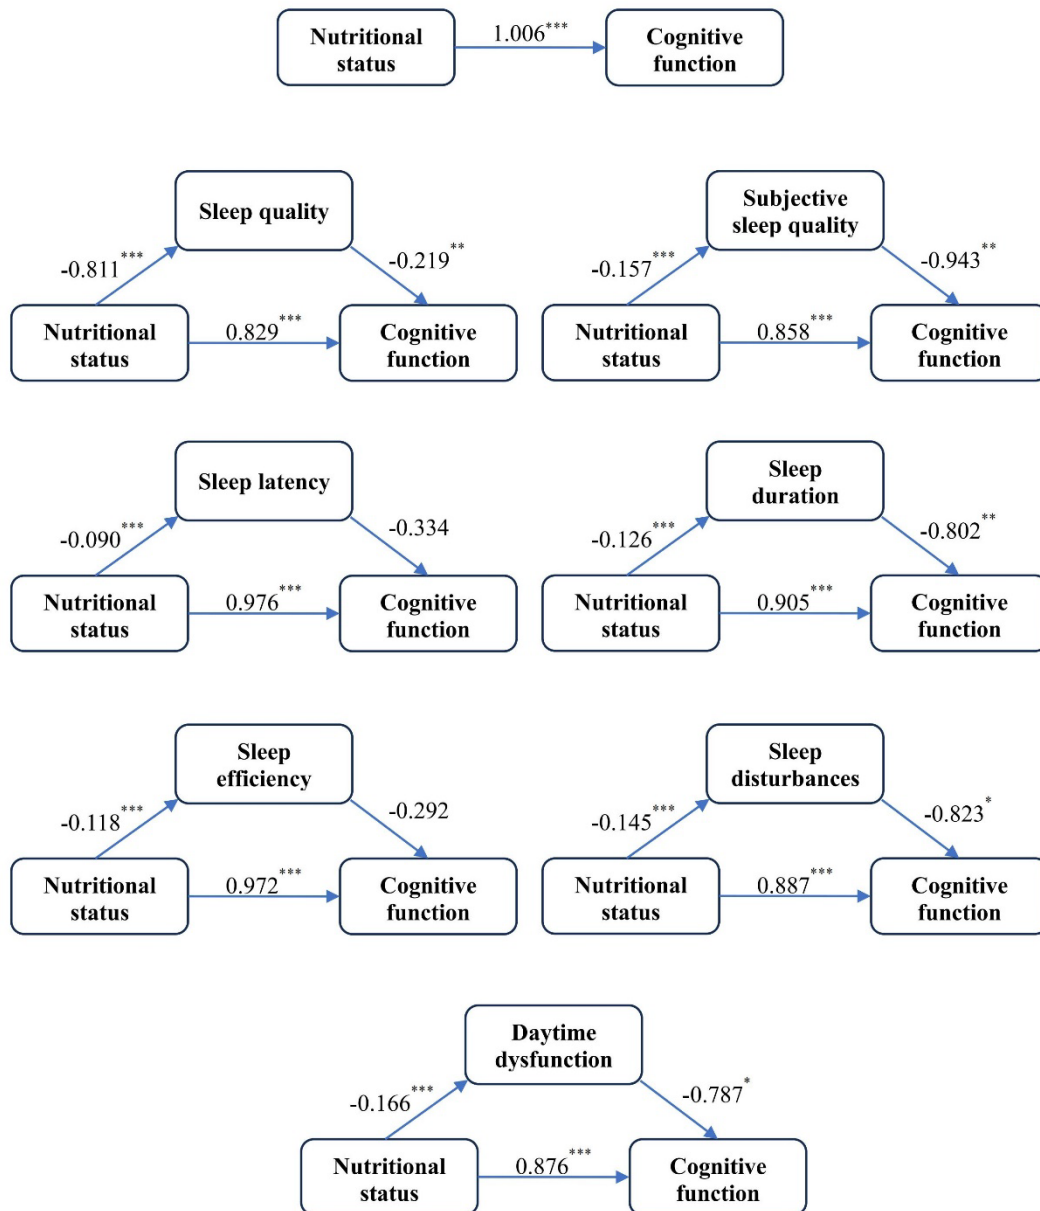 Nutritional
status
1.006***
Cognitive
function
Sleep quality
-0.811***
-0.219**
Nutritional
status
0.829***
Cognitive
function
Subjective
sleep quality
-0.157***
-0.943**
Nutritional
status
0.858***
Cognitive
function
Sleep latency
-0.090***
-0.334
Nutritional
status
0.976***
Cognitive
function
Sleep
duration
-0.126***
-0.802**
Nutritional
status
0.905***
Cognitive
function
Sleep
efficiency
-0.118***
-0.292
Nutritional
status
0.972***
Cognitive
function
Sleep
disturbances
-0.145***
-0.823*
Nutritional
status
0.887***
Cognitive
function
Daytime
dysfunction
-0.166***
-0.787*
Nutritional
status
0.876***
Cognitive
function